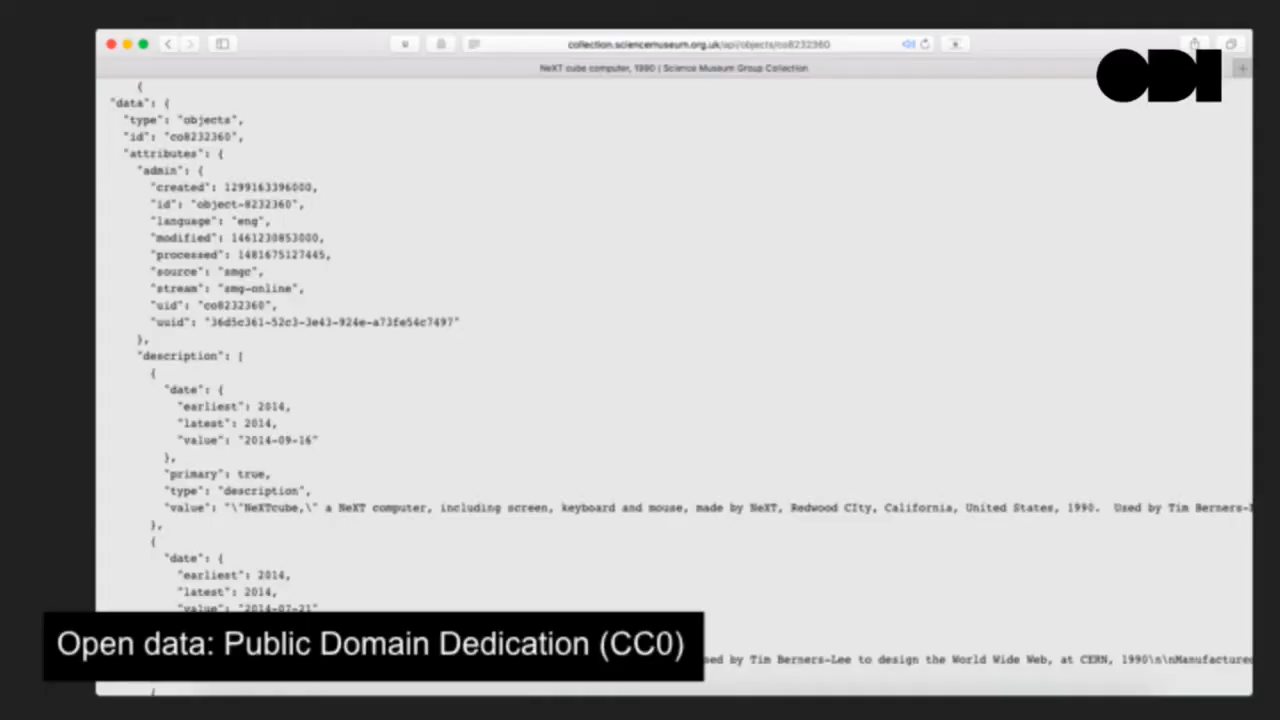 collection.sciencemuseum.org.uk/api/objects/co8232360
NeXT cube computer, 1990 | Science Museum Group Collection
ODI
{
"data": {
"type": "objects",
"id": "co8232360",
"attributes": {
"admin": {
"created": 1299163396000,
"id": "object-8232360",
"language": "eng",
"modified": 1461230853000,
"processed": 1481675127445,
"source": "smgc",
"stream": "smg-online",
"uid": "co8232360",
"uuid": "36d5c361-52c3-3e43-924e-a73fe54c7497"
},
"description": [
{
"date": {
"earliest": 2014,
"latest": 2014,
"value": "2014-09-16"
},
"primary": true,
"type": "description",
"value": "\"NeXTcube,\" a NeXT computer, including screen, keyboard and mouse, made by NeXT, Redwood CIty, California, United States, 1990.  Used by Tim Berners-
},
{
"date": {
"earliest": 2014,
"latest": 2014,
"value": "2014-07-21"
Open data: Public Domain Dedication (CC0)
sed by Tim Berners-Lee to design the World Wide Web, at CERN, 1990\n\nManufactured
{